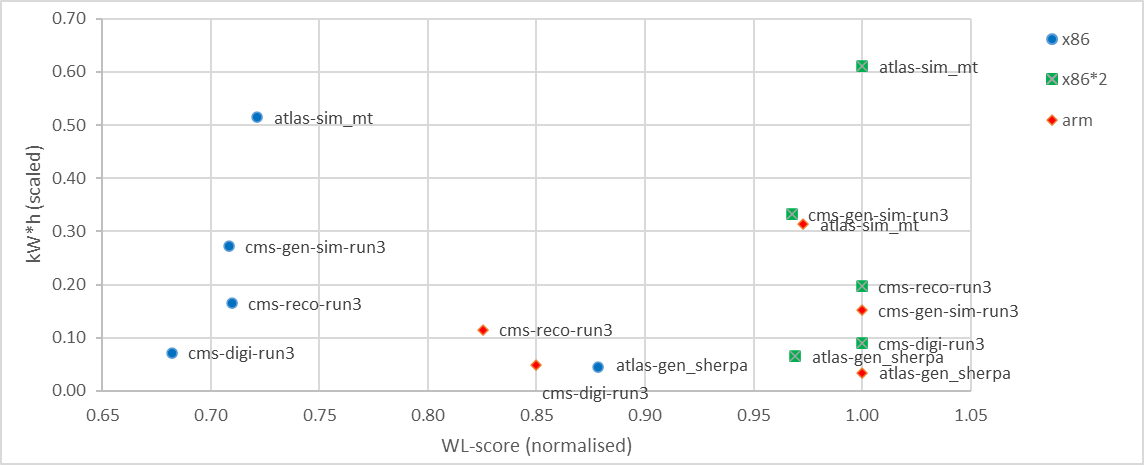 0.70
0.60
0.50
0.40
0.30
0.20
0.10
0.00
kW*h (scaled)
atlas-sim_mt
atlas-sim_mt
cms-gen-sim-run3
atlas-sim_mt
cms-gen-sim-run3
cms-reco-run3
cms-reco-run3
cms-gen-sim-run3
cms-reco-run3
cms-digi-run3
cms-digi-run3
atlas-gen_sherpa
atlas-gen_sherpa
atlas-gen_sherpa
cms-digi-run3
0.65 0.70 0.75 0.80 0.85 0.90 0.95 1.00 1.05
WL-score (normalised)
x86
x86*2
arm